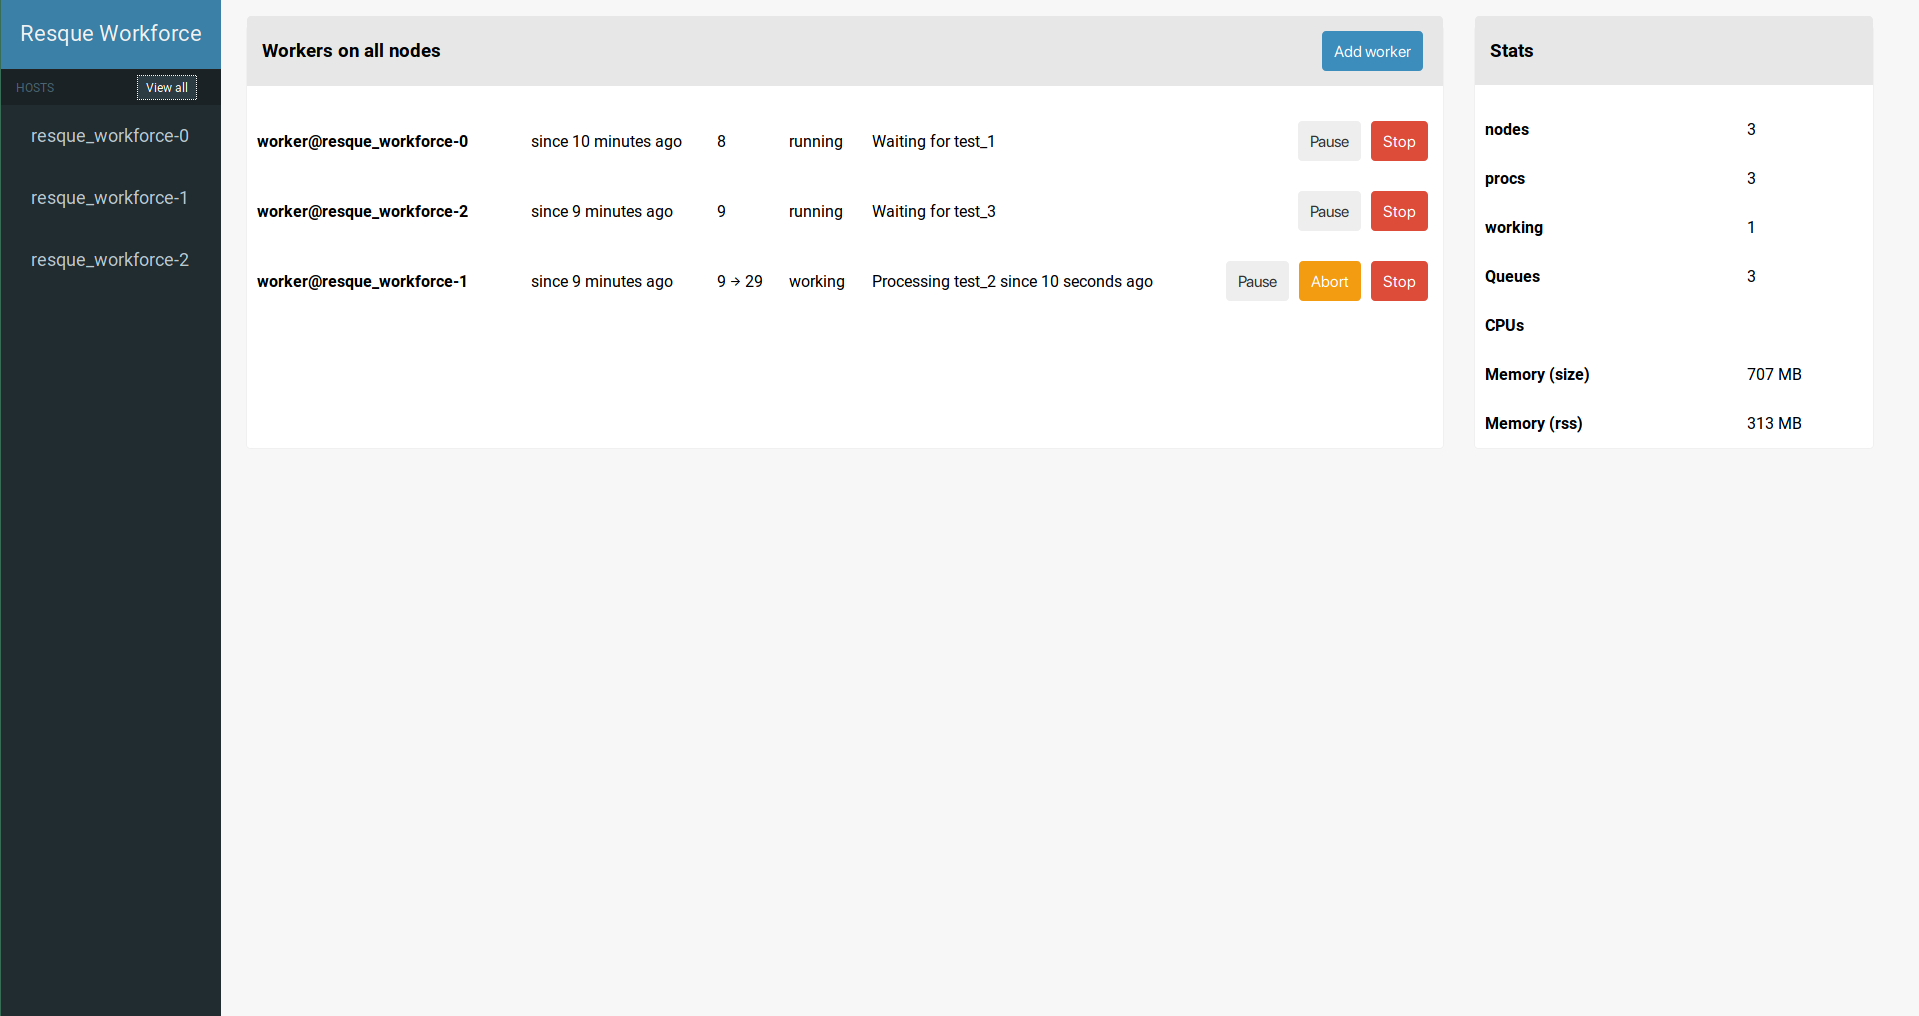 Resque Workforce
HOSTS View all
resque_workforce-0
resque_workforce-1
resque_workforce-2
Workers on all nodes Add worker
worker@resque_workforce-0 since 10 minutes ago 8 running Waiting for test_1 Pause Stop
worker@resque_workforce-2 since 9 minutes ago 9 running Waiting for test_3 Pause Stop
worker@resque_workforce-1 since 9 minutes ago 9 → 29 working Processing test_2 since 10 seconds ago Pause Abort Stop
Stats
nodes 3
procs 3
working 1
Queues 3
CPUs
Memory (size) 707 MB
Memory (rss) 313 MB